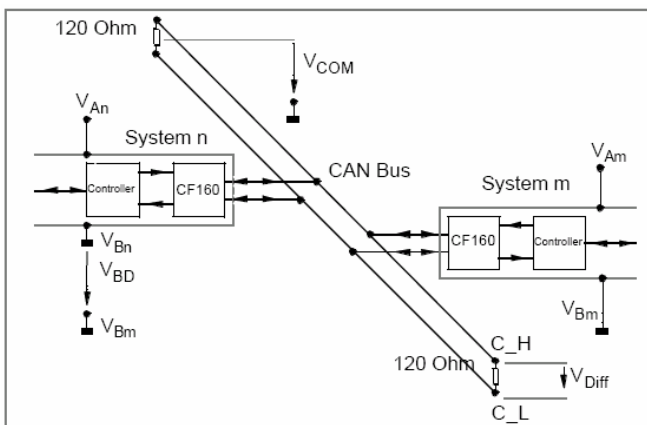 120 Ohm
V_COM
V_An
System n
CAN Bus
Controller
CF160
V_Am
System m
CF160
Controller
V_Bn
V_BD
V_Bm
V_Bm
C_H
120 Ohm
V_Diff
C_L